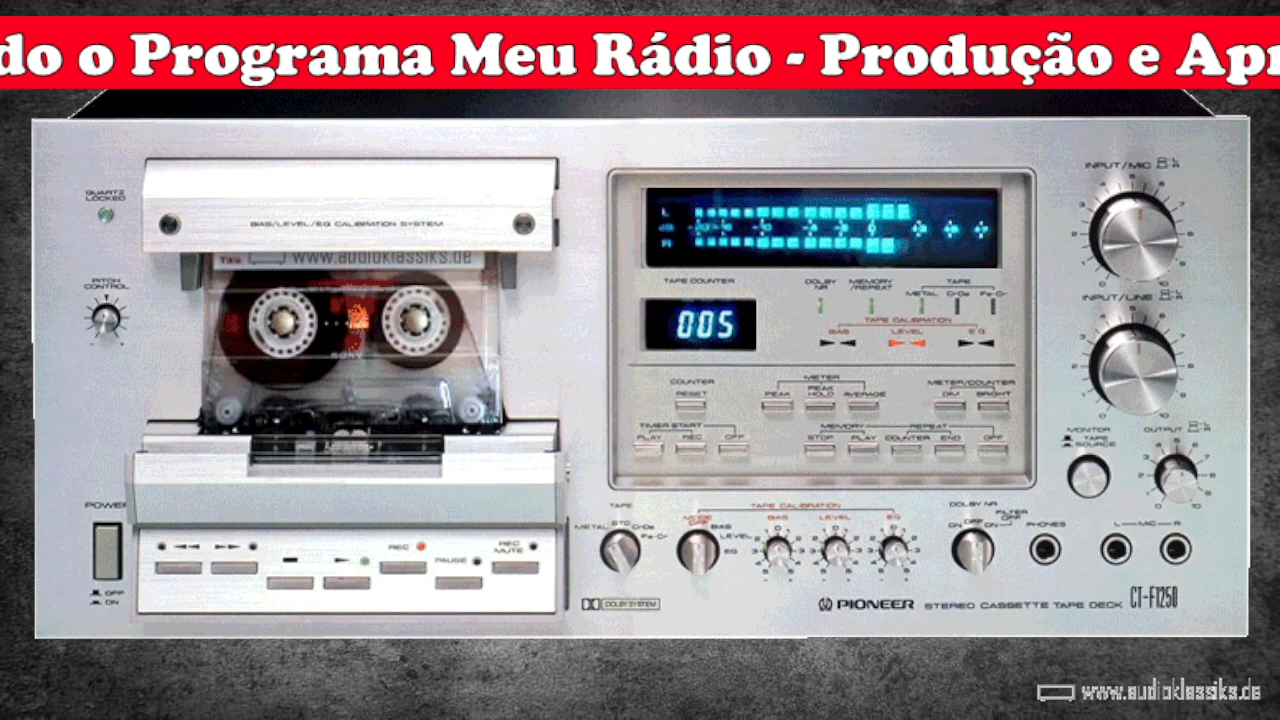 do o Programa Meu Rádio - Produção e Apr
INPUT/MIC
QUARTZ
LOCKED
BIAS/LEVEL/EQ CALIBRATION SYSTEM
www.audioklassiks.de
L
dB
R
PITCH
CONTROL
TAPE COUNTER
DOLBY
NR
MEMORY
/REPEAT
TAPE
METAL CrO2 Fe-Cr
INPUT/LINE
005
TAPE CALIBRATION
BIAS LEVEL EQ
SONY
COUNTER
RESET
METER
PEAK
PEAK
HOLD
AVERAGE
METER/COUNTER
DIM BRIGHT
TIMER START
PLAY REC OFF
MEMORY REPEAT
STOP PLAY COUNTER END OFF
MONITOR
TAPE
SOURCE
OUTPUT
POWER
OFF
ON
REC
PAUSE
REC
MUTE
TAPE
METAL STD CrO2
Fe-Cr
TAPE CALIBRATION
MODE
OFF
BIAS
LEVEL
EQ
BIAS LEVEL EQ
DOLBY NR
ON OFF ON
FILTER
OFF
PHONES
L MIC R
DOLBY SYSTEM
PIONEER STEREO CASSETTE TAPE DECK CT-F1250
www.audioklassiks.de